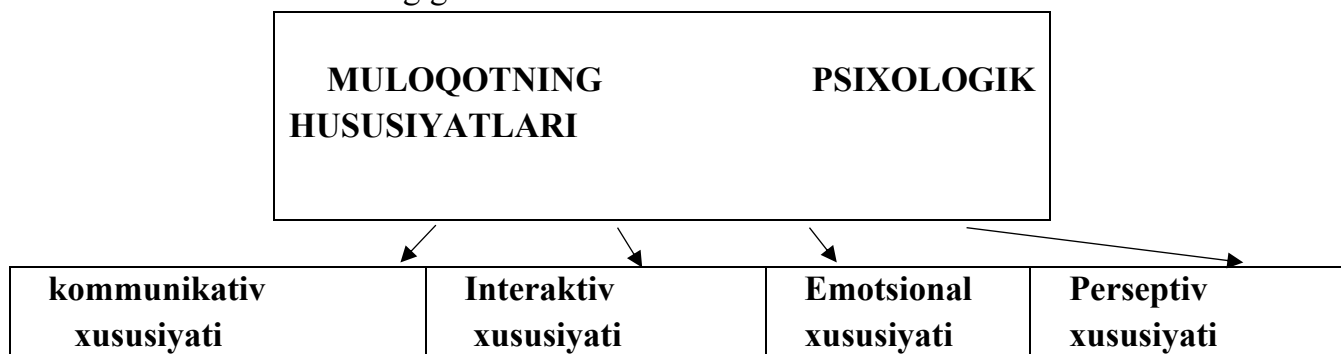 MULOQOTNING PSIXOLOGIK
HUSUSIYATLARI
kommunikativ Interaktiv Emotsional Perseptiv
xususiyati xususiyati xususiyati xususiyati